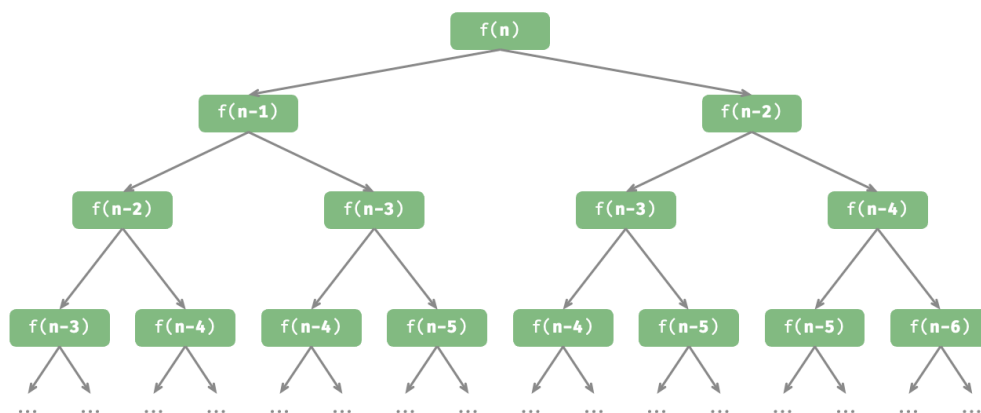 f(n)
f(n-1) f(n-2)
f(n-2) f(n-3) f(n-3) f(n-4)
f(n-3) f(n-4) f(n-4) f(n-5) f(n-4) f(n-5) f(n-5) f(n-6)
... ... ... ... ... ... ... ... ... ... ... ... ... ... ... ...